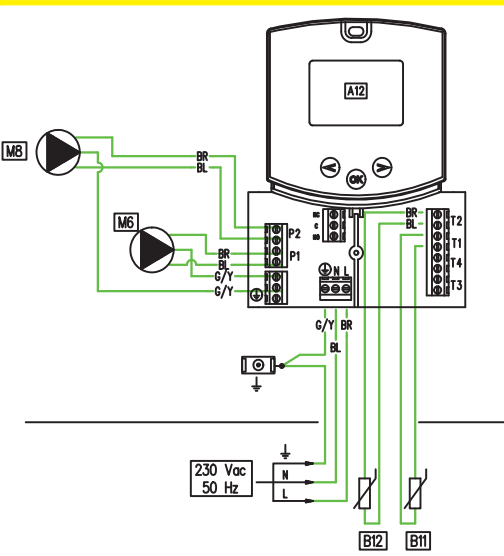 A12
< OK >
M8
BR
BL
M6
BR
BL
G/Y
G/Y
P2
P1
NC
C
NO
N L
BR
BL
T2
T1
T4
T3
G/Y BR
BL
230 Vac
50 Hz
N
L
B12
B11